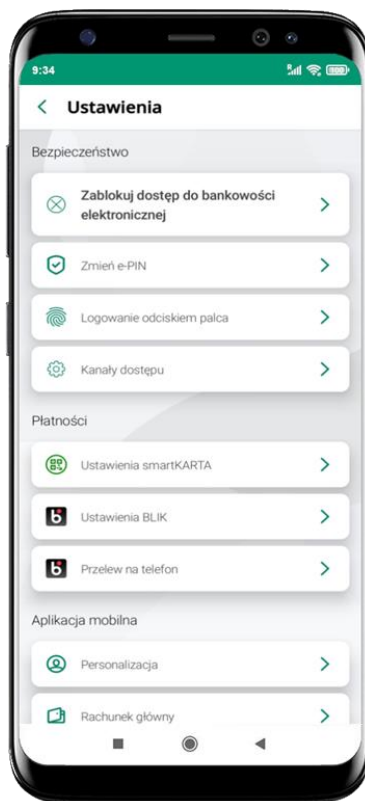 9:34
Ustawienia
Bezpieczeństwo
Zablokuj dostęp do bankowości
elektronicznej
Zmień e-PIN
Logowanie odciskiem palca
Kanały dostępu
Płatności
Ustawienia smartKARTA
Ustawienia BLIK
Przelew na telefon
Aplikacja mobilna
Personalizacja
Rachunek główny